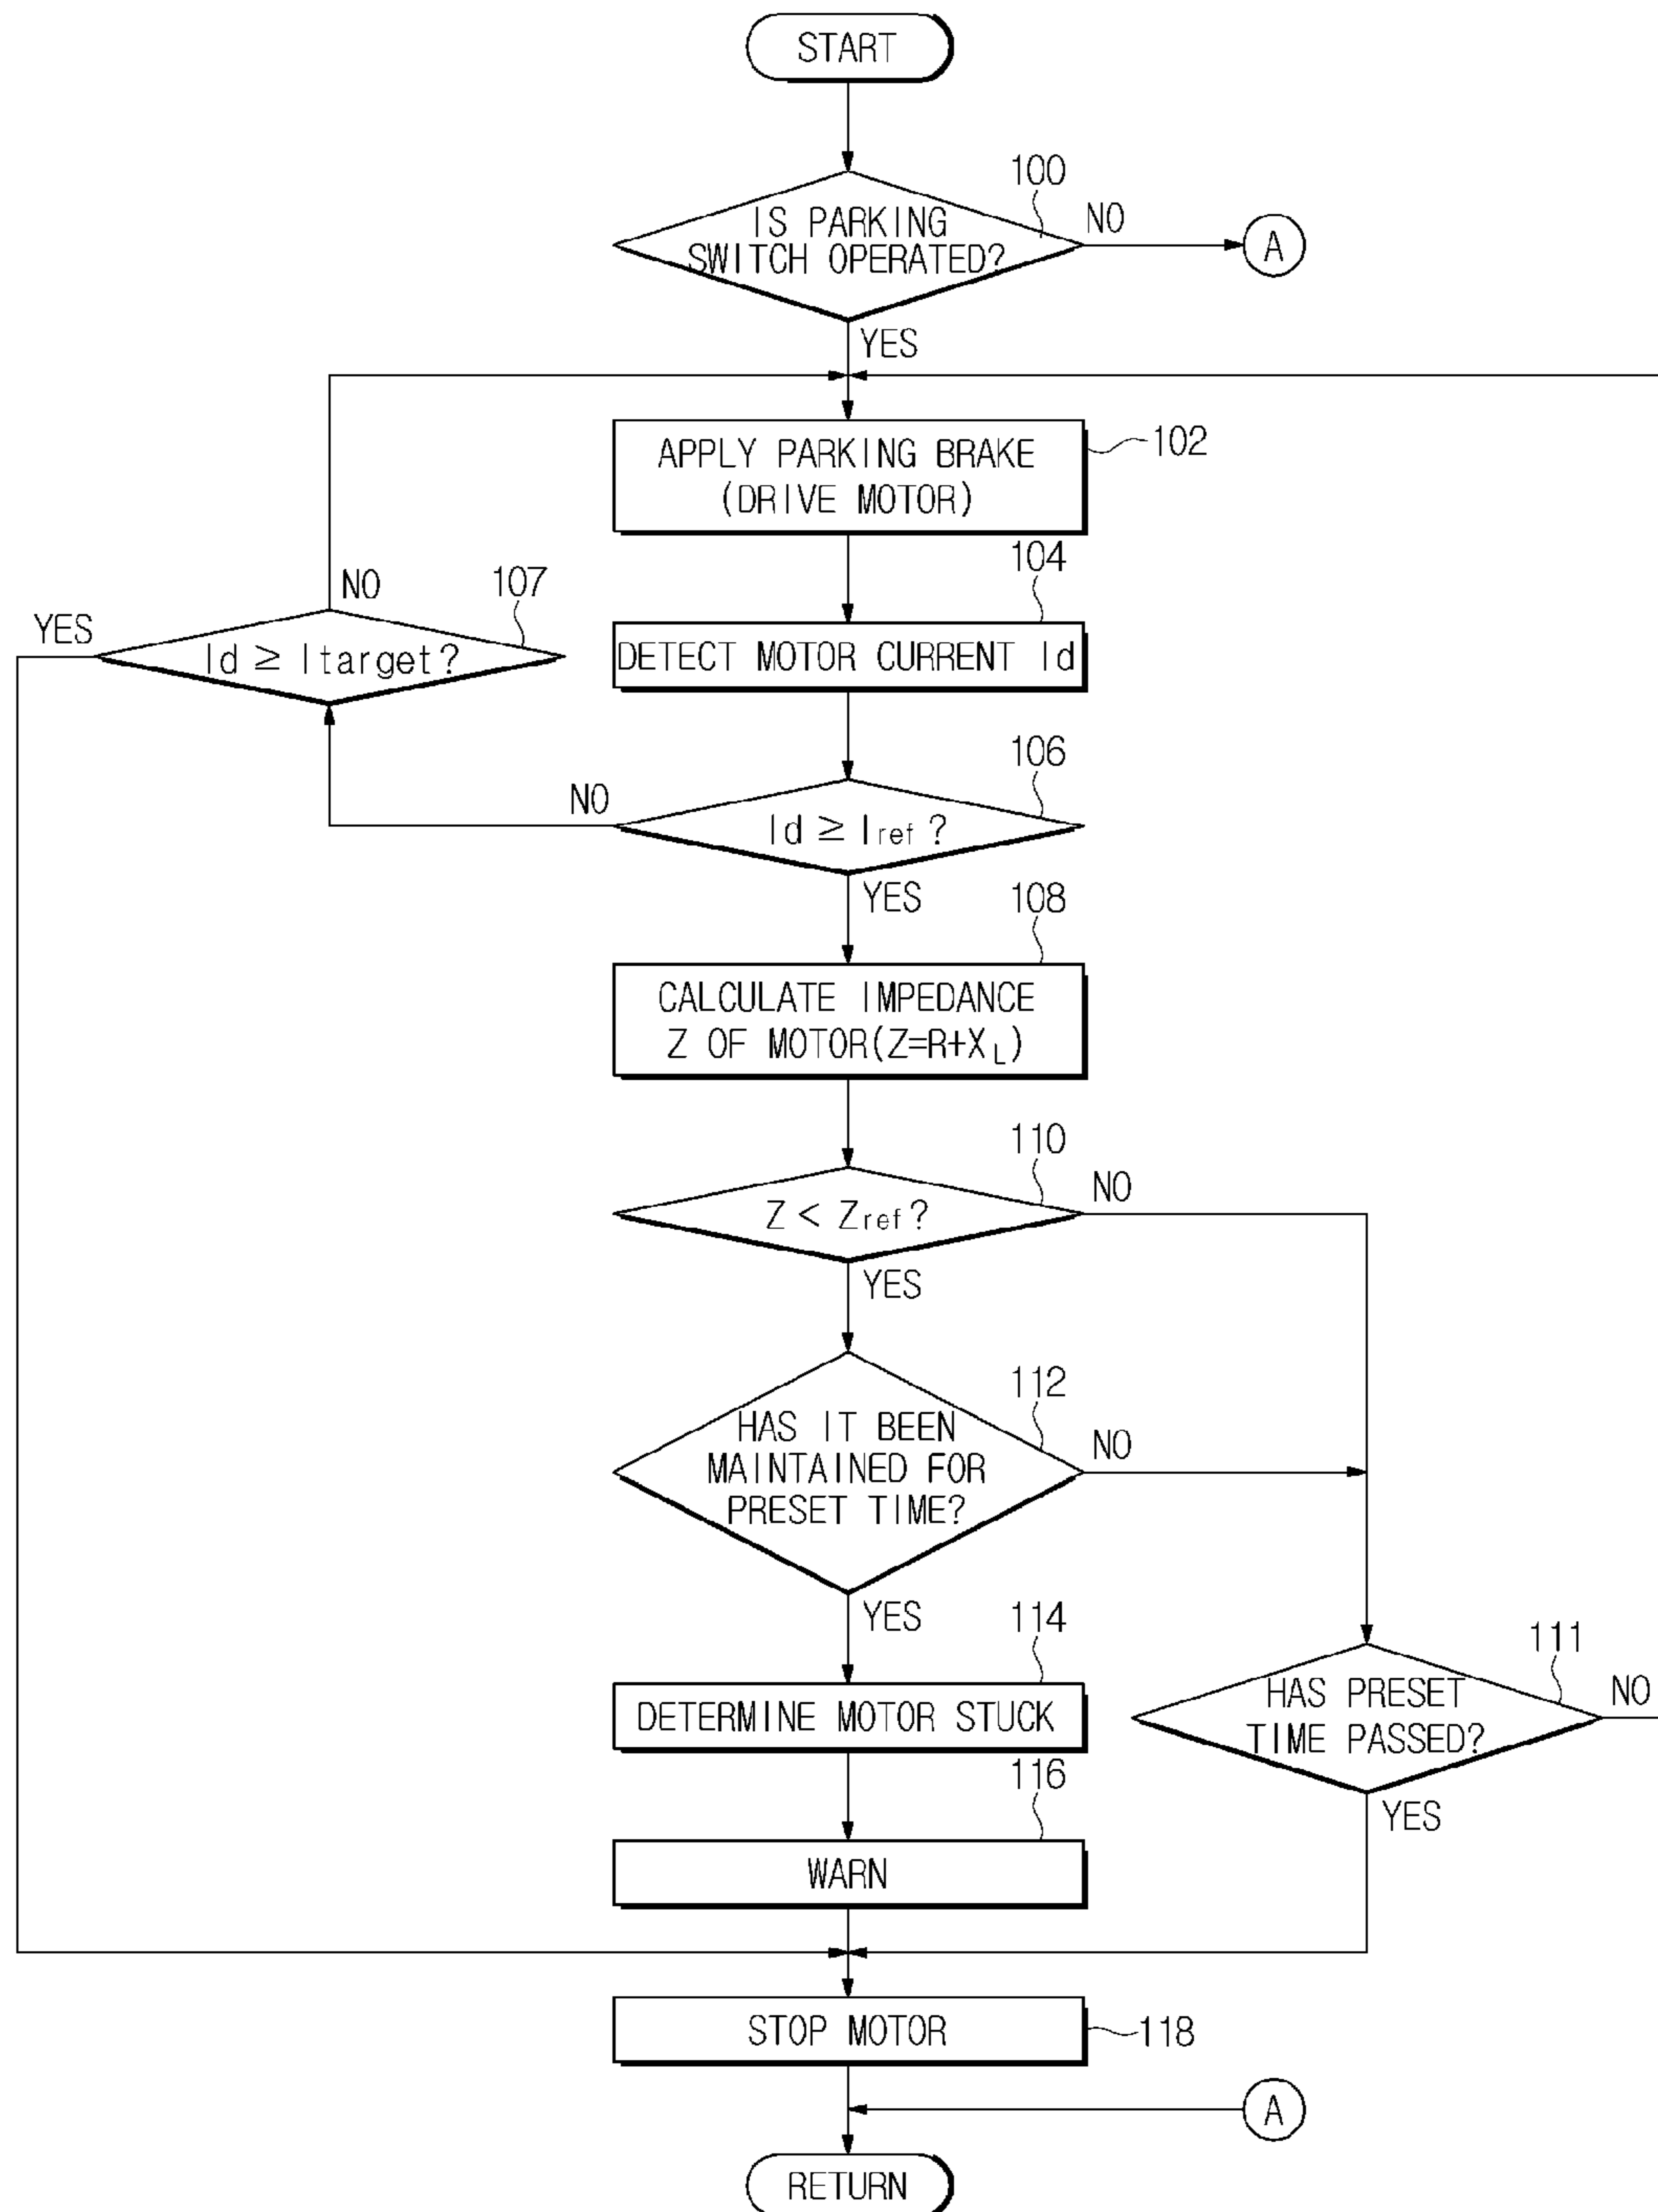 START
100
IS PARKING
SWITCH OPERATED?
NO
A
YES
APPLY PARKING BRAKE
(DRIVE MOTOR)
102
104
DETECT MOTOR CURRENT Id
107
NO
YES
Id ≥ Itarget?
106
NO
Id ≥ Iref?
YES
108
CALCULATE IMPEDANCE
Z OF MOTOR(Z=R+XL)
110
NO
Z < Zref?
YES
112
HAS IT BEEN
MAINTAINED FOR
PRESET TIME?
NO
YES
114
DETERMINE MOTOR STUCK
111
HAS PRESET
TIME PASSED?
NO
YES
116
WARN
STOP MOTOR
118
A
RETURN